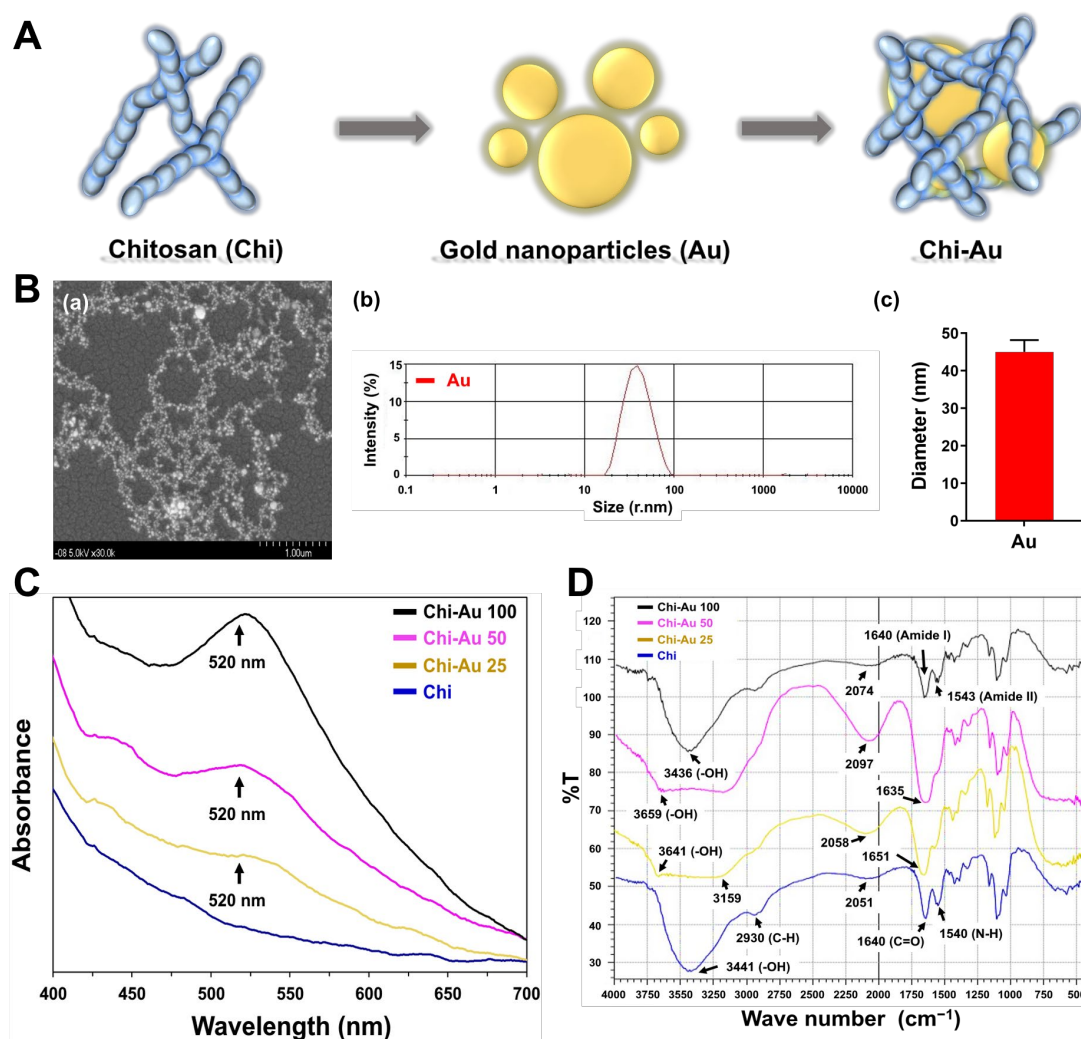 A
Chitosan (Chi)
Gold nanoparticles (Au)
Chi-Au
B
(a)
-08 5.0kV x30.0k
1.00um
(b)
Intensity (%)
15
10
5
0
Au
0.1
1
10
100
1000
10000
Size (r.nm)
(c)
Diameter (nm)
50
40
30
20
10
0
Au
C
Absorbance
Chi-Au 100
Chi-Au 50
Chi-Au 25
Chi
520 nm
520 nm
520 nm
400
450
500
550
600
650
700
Wavelength (nm)
D
%T
120
110
100
90
80
70
60
50
40
30
Chi-Au 100
Chi-Au 50
Chi-Au 25
Chi
1640 (Amide I)
2074
1543 (Amide II)
3436 (-OH)
2097
3659 (-OH)
1635
3641 (-OH)
2058
1651
3159
2051
2930 (C-H)
1640 (C=O)
1540 (N-H)
3441 (-OH)
4000
3750
3500
3250
3000
2500
2000
1750
1500
1250
1000
750
500
Wave number (cm⁻¹)